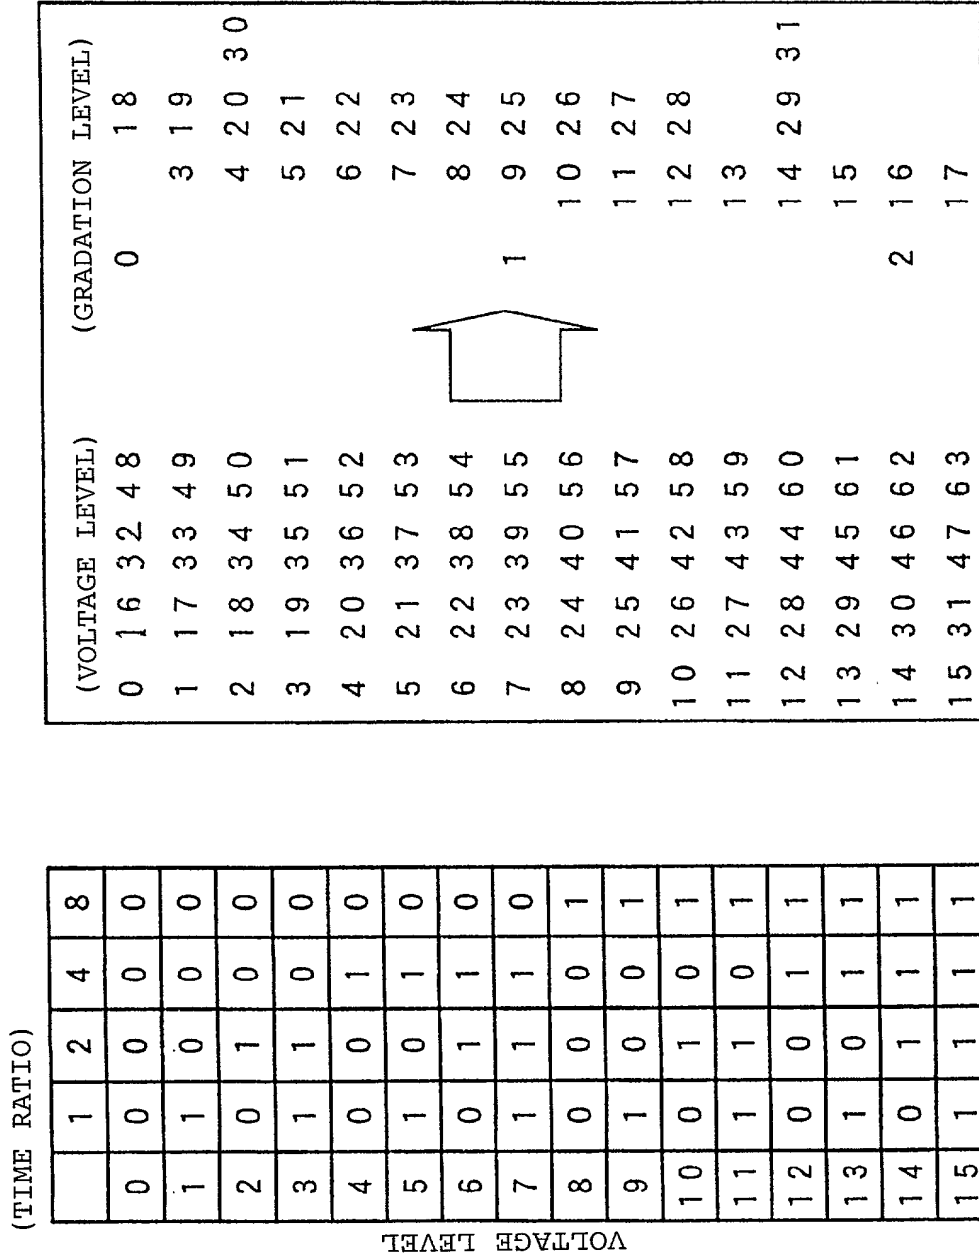 (TIME RATIO)
VOLTAGE LEVEL
1 2 4 8
0 0 0 0 0
1 1 0 0 0
2 0 1 0 0
3 1 1 0 0
4 0 0 1 0
5 1 0 1 0
6 0 1 1 0
7 1 1 1 0
8 0 0 0 1
9 1 0 0 1
10 0 1 0 1
11 1 1 0 1
12 0 0 1 1
13 1 0 1 1
14 0 1 1 1
15 1 1 1 1
(VOLTAGE LEVEL) (GRADATION LEVEL)
0 16 32 48 0 18
1 17 33 49 3 19
2 18 34 50 4 20 30
3 19 35 51 5 21
4 20 36 52 6 22
5 21 37 53 7 23
6 22 38 54 8 24
7 23 39 55 1 9 25
8 24 40 56 10 26
9 25 41 57 11 27
10 26 42 58 12 28
11 27 43 59 13
12 28 44 60 14 29 31
13 29 45 61 15
14 30 46 62 2 16
15 31 47 63 17